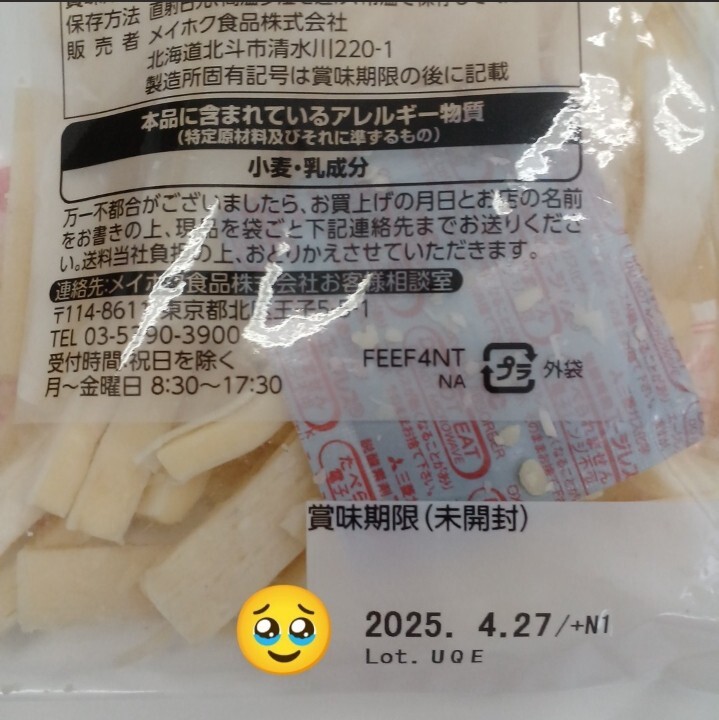 保存方法
販売者 メイホク食品株式会社
北海道北斗市清水川220-1
製造所固有記号は賞味期限の後に記載
本品に含まれているアレルギー物質
(特定原材料及びそれに準ずるもの)
小麦・乳成分
万一不都合がございましたら、お買上げの月日とお店の名前
をお書きの上、現品を袋ごと下記連絡先までお送りくださ
い。送料当社負担の上、おとりかえさせていただきます。
連絡先:メイホク食品株式会社お客様相談室
〒114-861 東京都北区王子5-5-1
TEL 03-5390-3900
受付時間:祝日を除く
月～金曜日 8:30～17:30
FEEF4NT
NA
プラ 外袋
EAT
脱酸素剤
賞味期限(未開封)
2025. 4.27/+N1
Lot. UQE